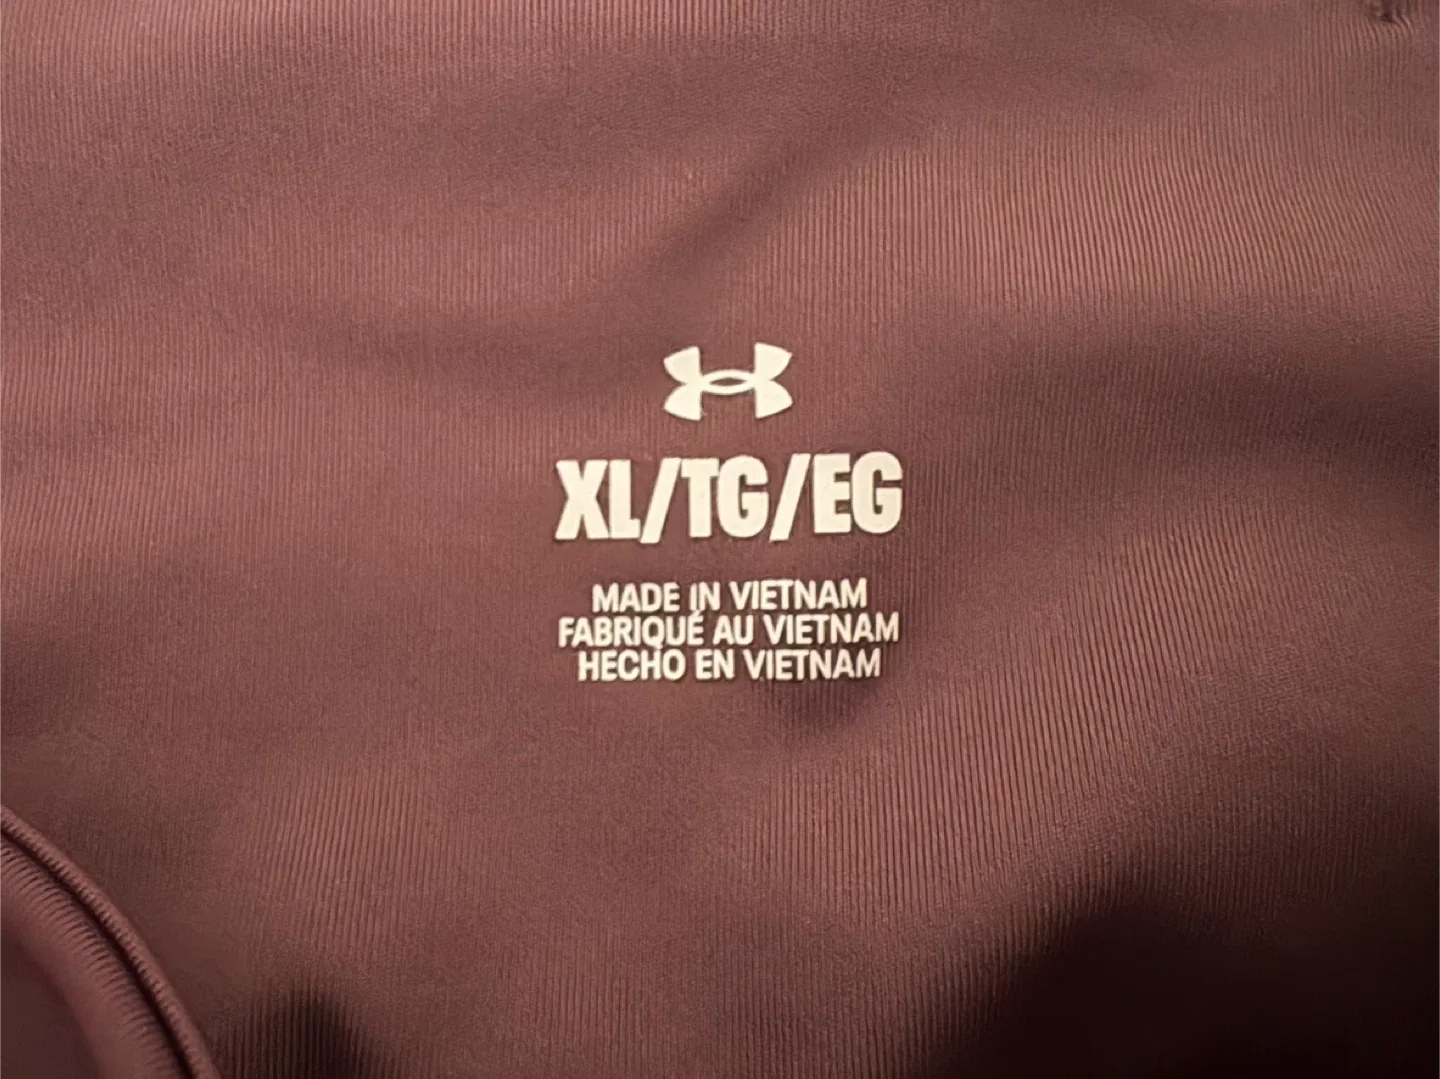 XL/TG/EG
MADE IN VIETNAM
FABRIQUÉ AU VIETNAM
HECHO EN VIETNAM